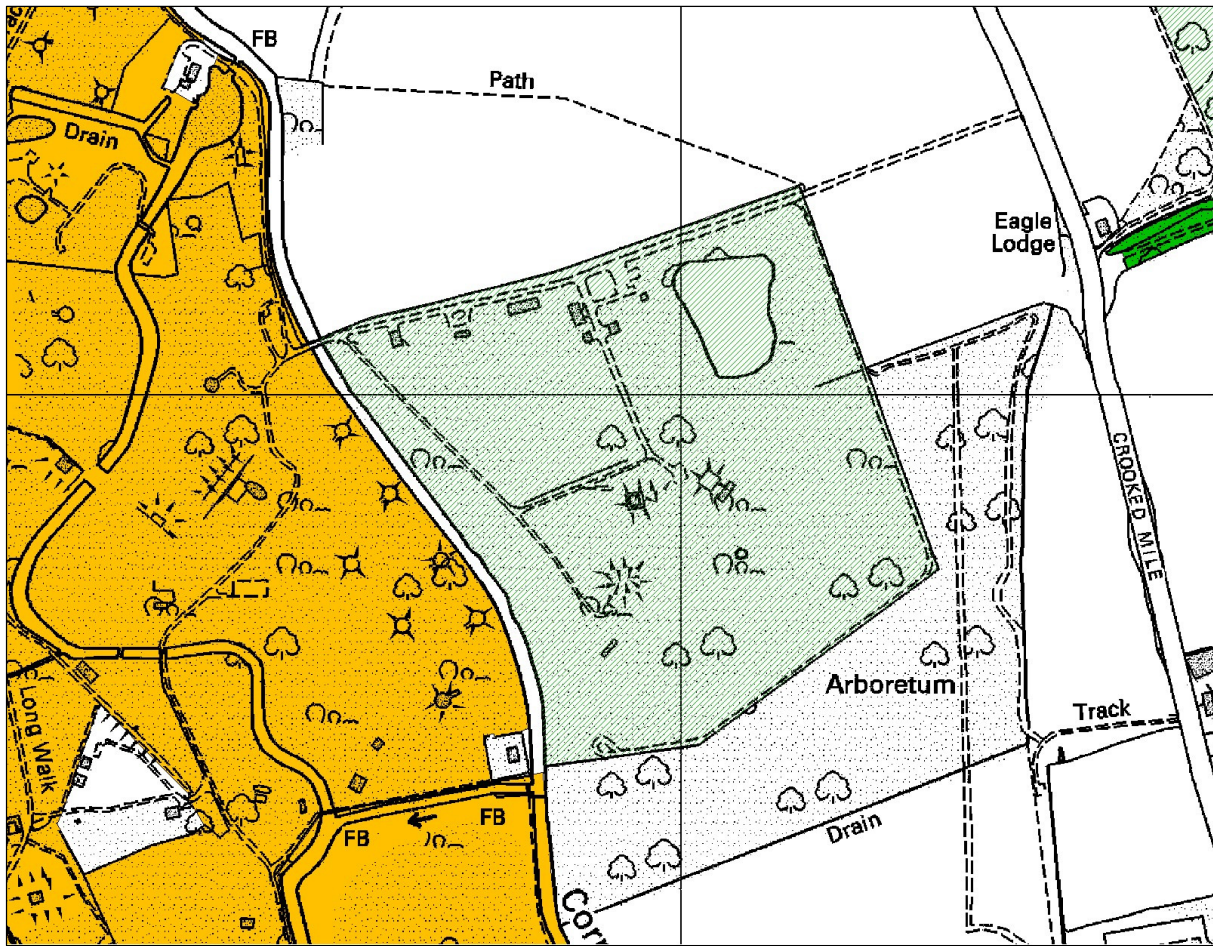 FB
Path
Drain
Eagle
Lodge
CROOKED MILE
Arboretum
Long Walk
Track
FB
FB
Drain
Corn